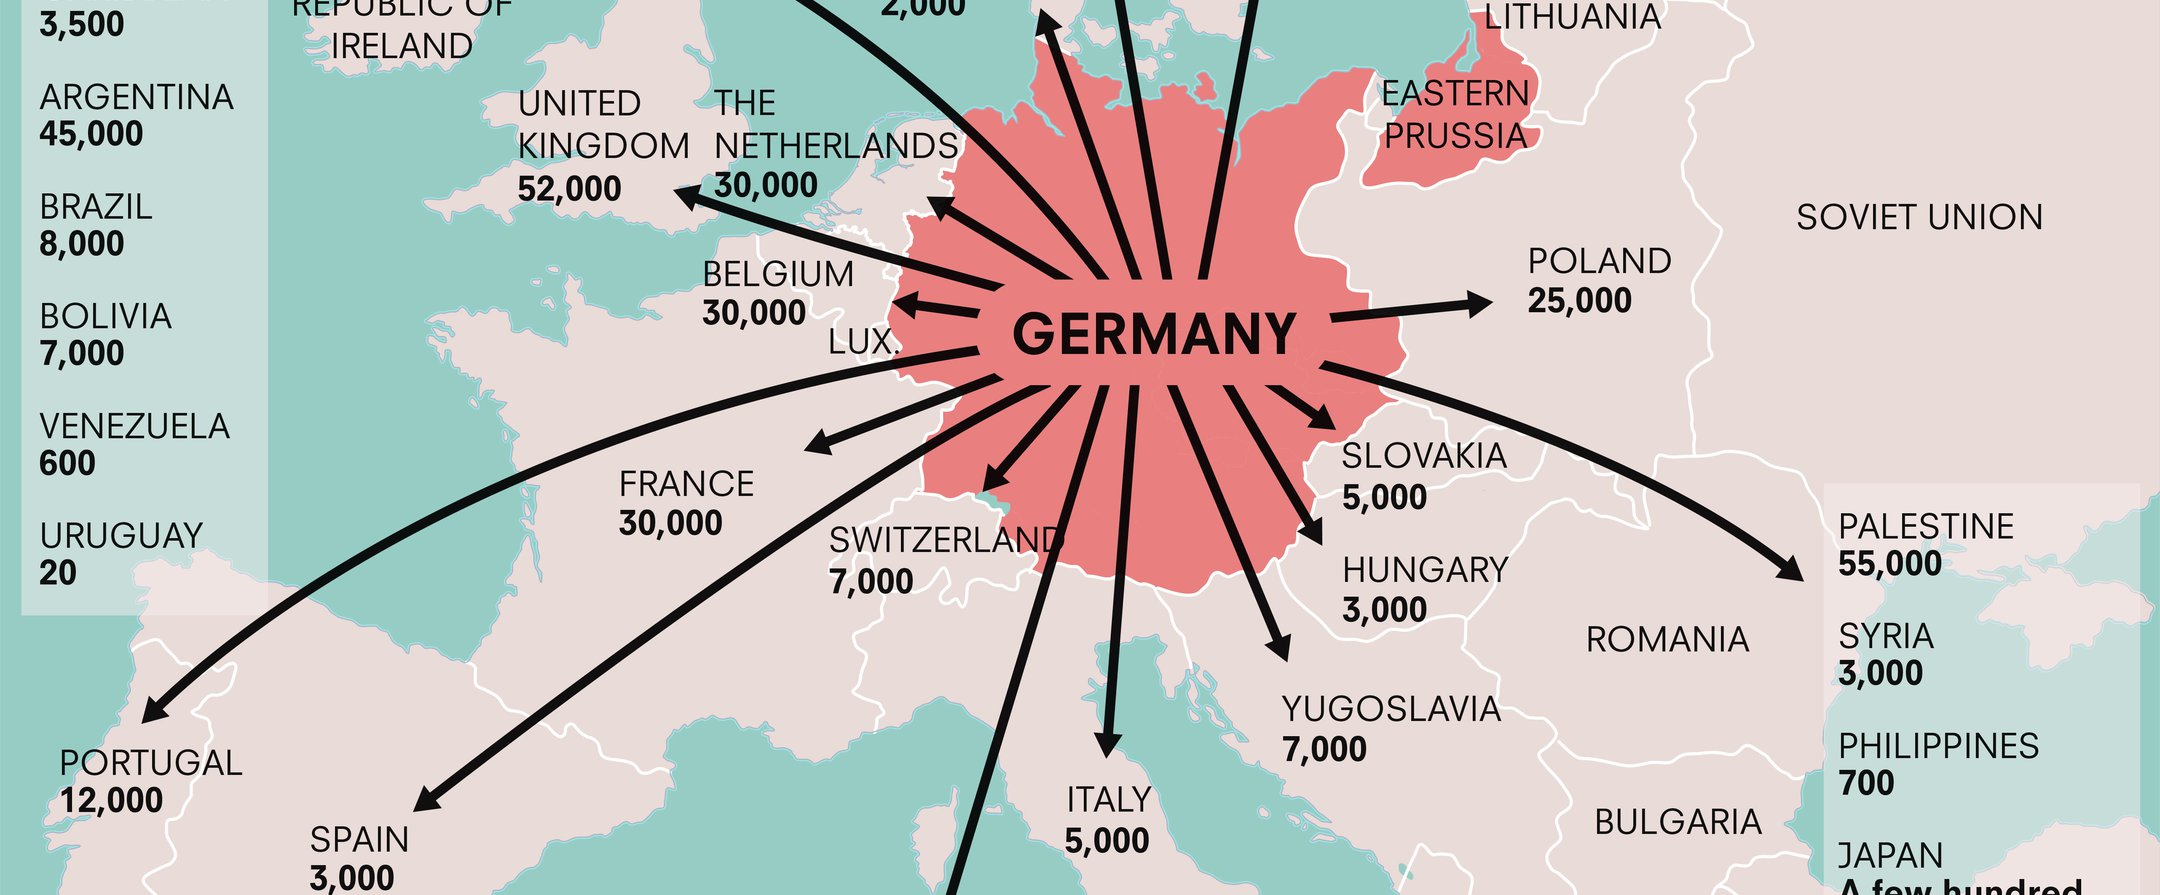 3,500
ARGENTINA
45,000
BRAZIL
8,000
BOLIVIA
7,000
VENEZUELA
600
URUGUAY
20
REPUBLIC OF
IRELAND
UNITED
KINGDOM
52,000
THE
NETHERLANDS
30,000
2,000
LITHUANIA
EASTERN
PRUSSIA
SOVIET UNION
BELGIUM
30,000
LUX.
GERMANY
POLAND
25,000
FRANCE
30,000
SWITZERLAND
7,000
SLOVAKIA
5,000
HUNGARY
3,000
ROMANIA
YUGOSLAVIA
7,000
BULGARIA
PORTUGAL
12,000
SPAIN
3,000
ITALY
5,000
PALESTINE
55,000
SYRIA
3,000
PHILIPPINES
700
JAPAN
A few hundred